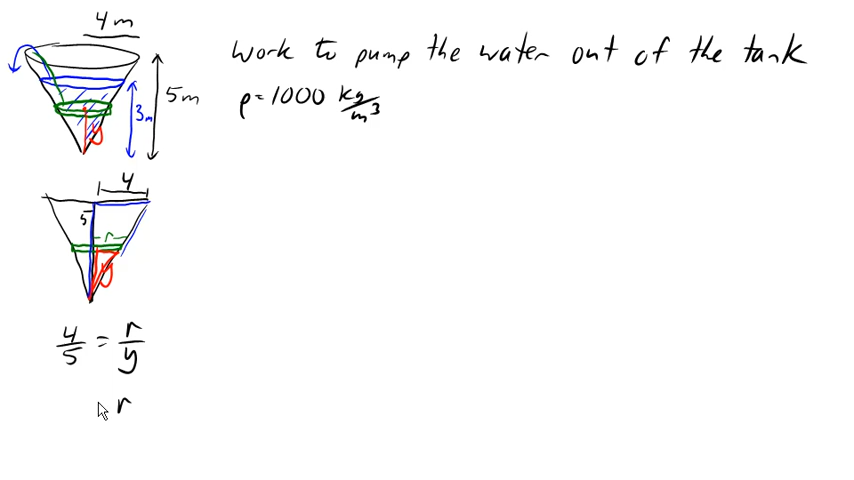 4m
work to pump the water out of the tank
5m
3m
ρ=1000 kg/m³
y
4
5
r
y
4/5 = r/y
r